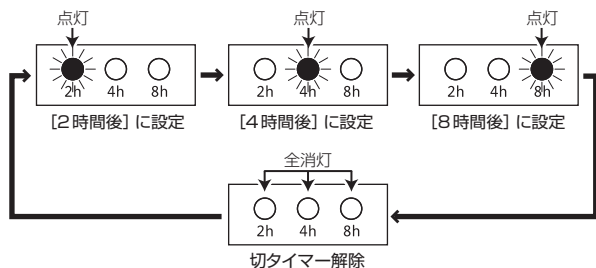 点灯 点灯 点灯
2h 4h 8h 2h 4h 8h 2h 4h 8h
[2時間後] に設定 [4時間後] に設定 [8時間後] に設定
全消灯
2h 4h 8h
切タイマー解除